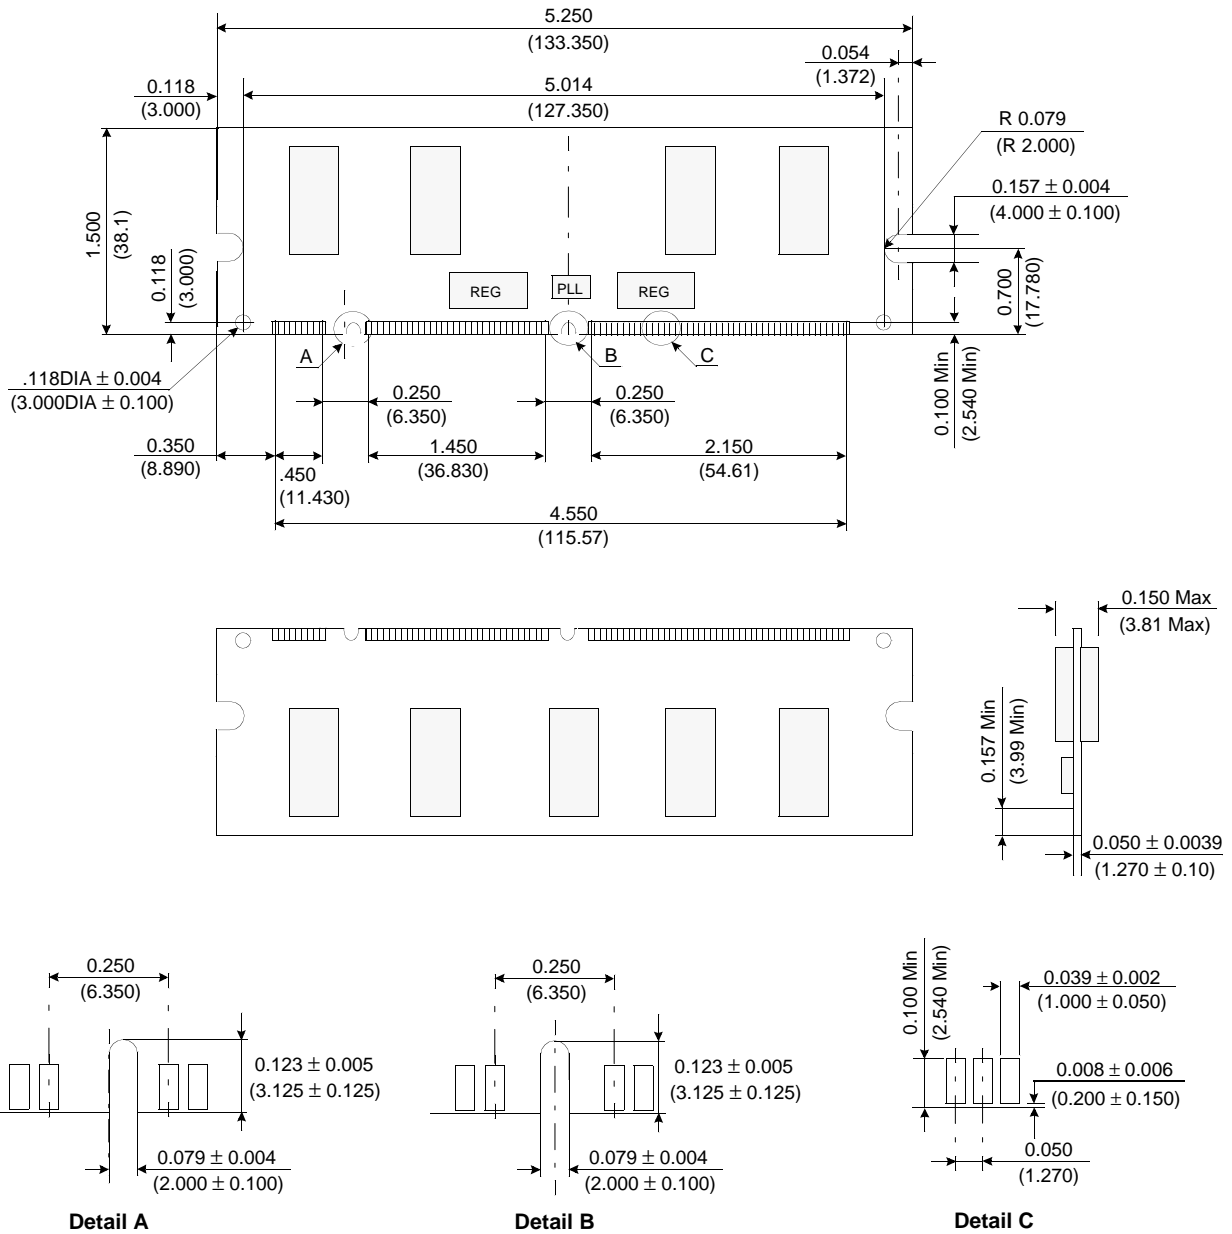 5.250
(133.350)
0.054
(1.372)
0.118
(3.000)
5.014
(127.350)
R 0.079
(R 2.000)
0.157 ± 0.004
(4.000 ± 0.100)
1.500
(38.1)
0.118
(3.000)
REG
PLL
REG
0.700
(17.780)
A
B
C
.118DIA ± 0.004
(3.000DIA ± 0.100)
0.250
(6.350)
0.250
(6.350)
0.100 Min
(2.540 Min)
0.350
(8.890)
.450
(11.430)
1.450
(36.830)
2.150
(54.61)
4.550
(115.57)
0.150 Max
(3.81 Max)
0.157 Min
(3.99 Min)
0.050 ± 0.0039
(1.270 ± 0.10)
0.250
(6.350)
0.123 ± 0.005
(3.125 ± 0.125)
0.079 ± 0.004
(2.000 ± 0.100)
Detail A
0.250
(6.350)
0.123 ± 0.005
(3.125 ± 0.125)
0.079 ± 0.004
(2.000 ± 0.100)
Detail B
0.100 Min
(2.540 Min)
0.039 ± 0.002
(1.000 ± 0.050)
0.008 ± 0.006
(0.200 ± 0.150)
0.050
(1.270)
Detail C